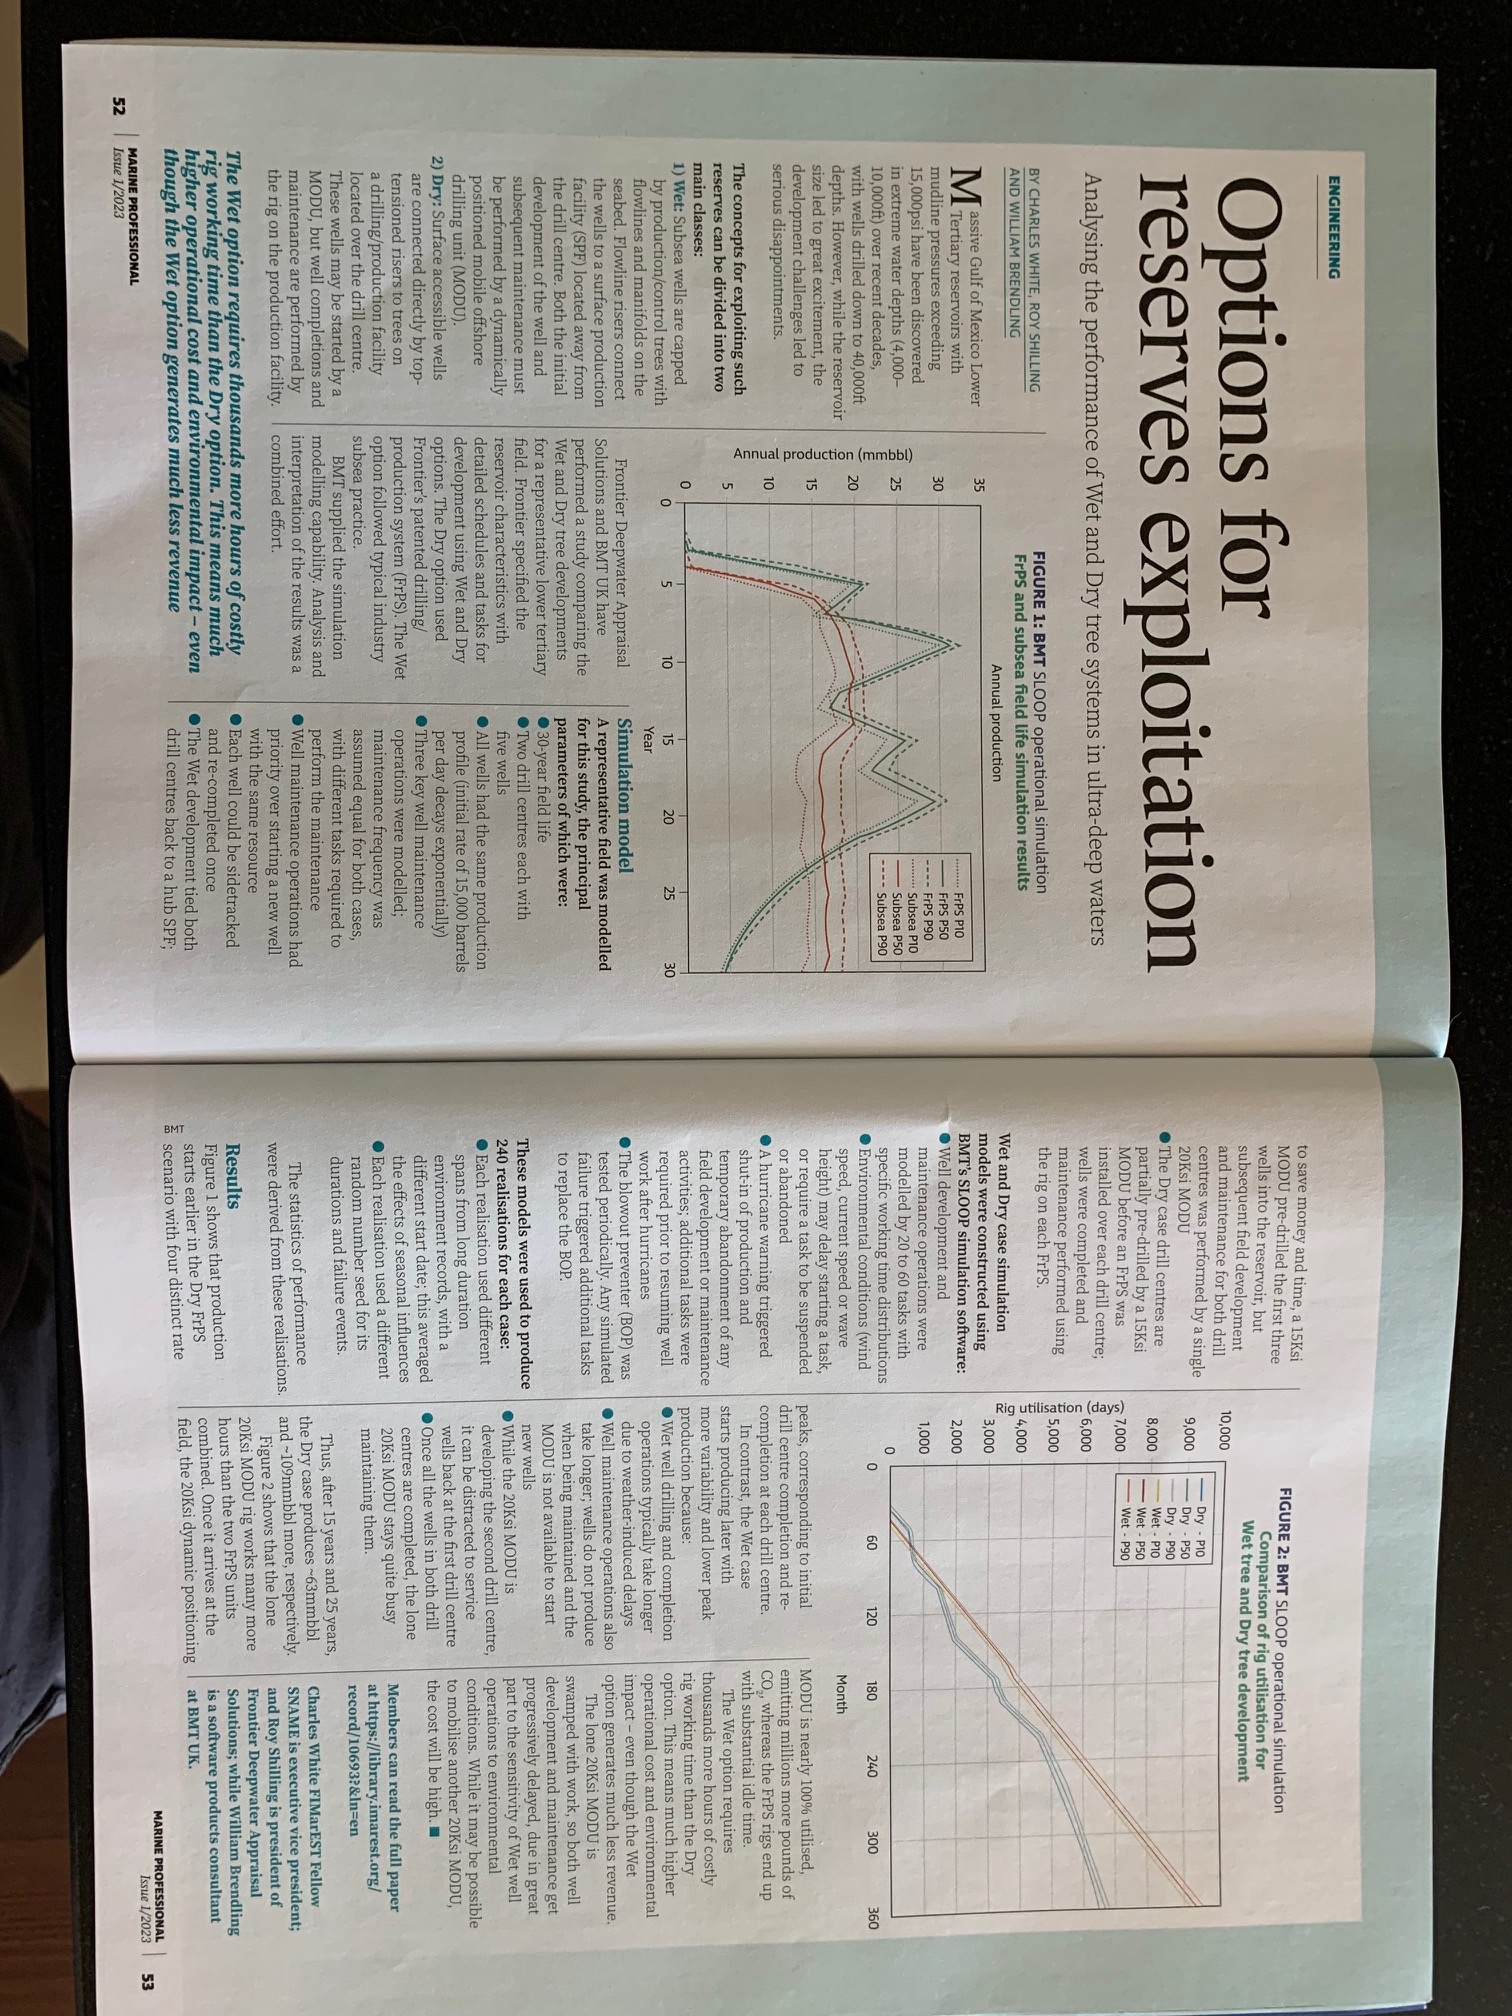 ENGINEERING
Options for
reserves exploitation
Analysing the performance of Wet and Dry tree systems in ultra-deep waters
BY CHARLES WHITE, ROY SHILLING
AND WILLIAM BRENDLING
Massive Gulf of Mexico Lower
Tertiary reservoirs with
mudline pressures exceeding
15,000psi have been discovered
in extreme water depths (4,000–
10,000ft) over recent decades,
with wells drilled down to 40,000ft
depths. However, while the reservoir
size led to great excitement, the
development challenges led to
serious disappointments.
The concepts for exploiting such
reserves can be divided into two
main classes:
1) Wet: Subsea wells are capped
by production/control trees with
flowlines and manifolds on the
seabed. Flowline risers connect
the wells to a surface production
facility (SPF) located away from
the drill centre. Both the initial
development of the well and
subsequent maintenance must
be performed by a dynamically
positioned mobile offshore
drilling unit (MODU).
2) Dry: Surface accessible wells
are connected directly by top-
tensioned risers to trees on
a drilling/production facility
located over the drill centre.
These wells may be started by a
MODU, but well completions and
maintenance are performed by
the rig on the production facility.
FIGURE 1: BMT SLOOP operational simulation
FrPS and subsea field life simulation results
Annual production
Annual production (mmbbl)
35
30
25
20
15
10
5
0
0
5
10
15
20
25
30
Year
FrPS P10
FrPS P50
FrPS P90
Subsea P10
Subsea P50
Subsea P90
Frontier Deepwater Appraisal
Solutions and BMT UK have
performed a study comparing the
Wet and Dry tree developments
for a representative lower tertiary
field. Frontier specified the
reservoir characteristics with
detailed schedules and tasks for
development using Wet and Dry
options. The Dry option used
Frontier's patented drilling/
production system (FrPS). The Wet
option followed typical industry
subsea practice.
BMT supplied the simulation
modelling capability. Analysis and
interpretation of the results was a
combined effort.
Simulation model
A representative field was modelled
for this study, the principal
parameters of which were:
● 30-year field life
● Two drill centres each with
five wells
● All wells had the same production
profile (initial rate of 15,000 barrels
per day decays exponentially)
● Three key well maintenance
operations were modelled;
maintenance frequency was
assumed equal for both cases,
with different tasks required to
perform the maintenance
● Well maintenance operations had
priority over starting a new well
with the same resource
● Each well could be sidetracked
and re-completed once
● The Wet development tied both
drill centres back to a hub SPF;
The Wet option requires thousands more hours of costly
rig working time than the Dry option. This means much
higher operational cost and environmental impact – even
though the Wet option generates much less revenue
52
MARINE PROFESSIONAL
Issue 1/2023
to save money and time, a 15Ksi
MODU pre-drilled the first three
wells into the reservoir, but
subsequent field development
and maintenance for both drill
centres was performed by a single
20Ksi MODU
● The Dry case drill centres are
partially pre-drilled by a 15Ksi
MODU before an FrPS was
installed over each drill centre;
wells were completed and
maintenance performed using
the rig on each FrPS.
Wet and Dry case simulation
models were constructed using
BMT's SLOOP simulation software:
● Well development and
maintenance operations were
modelled by 20 to 60 tasks with
specific working time distributions
● Environmental conditions (wind
speed, current speed or wave
height) may delay starting a task,
or require a task to be suspended
or abandoned
● A hurricane warning triggered
shut-in of production and
temporary abandonment of any
field development or maintenance
activities; additional tasks were
required prior to resuming well
work after hurricanes
● The blowout preventer (BOP) was
tested periodically. Any simulated
failure triggered additional tasks
to replace the BOP.
These models were used to produce
240 realisations for each case:
● Each realisation used different
spans from long duration
environment records, with a
different start date; this averaged
the effects of seasonal influences
● Each realisation used a different
random number seed for its
durations and failure events.
The statistics of performance
were derived from these realisations.
Results
Figure 1 shows that production
starts earlier in the Dry FrPS
scenario with four distinct rate
BMT
FIGURE 2: BMT SLOOP operational simulation
Comparison of rig utilisation for
Wet tree and Dry tree development
Rig utilisation (days)
10,000
9,000
8,000
7,000
6,000
5,000
4,000
3,000
2,000
1,000
0
0
60
120
180
240
300
360
Month
Dry - P10
Dry - P50
Dry - P90
Wet - P10
Wet - P50
Wet - P90
peaks, corresponding to initial
drill centre completion and re-
completion at each drill centre.
In contrast, the Wet case
starts producing later with
more variability and lower peak
production because:
● Wet well drilling and completion
operations typically take longer
due to weather-induced delays
● Well maintenance operations also
take longer; wells do not produce
when being maintained and the
MODU is not available to start
new wells
● While the 20Ksi MODU is
developing the second drill centre,
it can be distracted to service
wells back at the first drill centre
● Once all the wells in both drill
centres are completed, the lone
20Ksi MODU stays quite busy
maintaining them.
Thus, after 15 years and 25 years,
the Dry case produces ~63mmbbl
and ~109mmbbl more, respectively.
Figure 2 shows that the lone
20Ksi MODU rig works many more
hours than the two FrPS units
combined. Once it arrives at the
field, the 20Ksi dynamic positioning
MODU is nearly 100% utilised,
emitting millions more pounds of
CO₂, whereas the FrPS rigs end up
with substantial idle time.
The Wet option requires
thousands more hours of costly
rig working time than the Dry
option. This means much higher
operational cost and environmental
impact – even though the Wet
option generates much less revenue.
The lone 20Ksi MODU is
swamped with work, so both well
development and maintenance get
progressively delayed, due in great
part to the sensitivity of Wet well
operations to environmental
conditions. While it may be possible
to mobilise another 20Ksi MODU,
the cost will be high. ■
Members can read the full paper
at https://library.imarest.org/
record/10693?&ln=en
Charles White FIMarEST Fellow
SNAME is executive vice president;
and Roy Shilling is president of
Frontier Deepwater Appraisal
Solutions; while William Brendling
is a software products consultant
at BMT UK.
MARINE PROFESSIONAL
Issue 1/2023
53